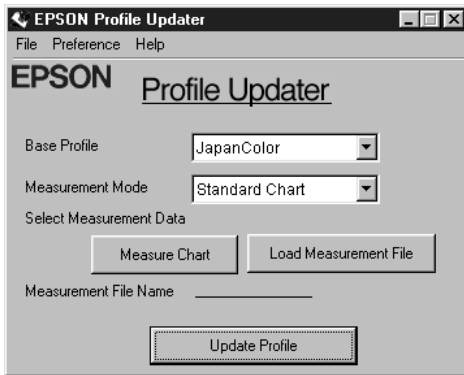 EPSON Profile Updater
File Preference Help
EPSON
Profile Updater
Base Profile JapanColor
Measurement Mode Standard Chart
Select Measurement Data
Measure Chart Load Measurement File
Measurement File Name
Update Profile